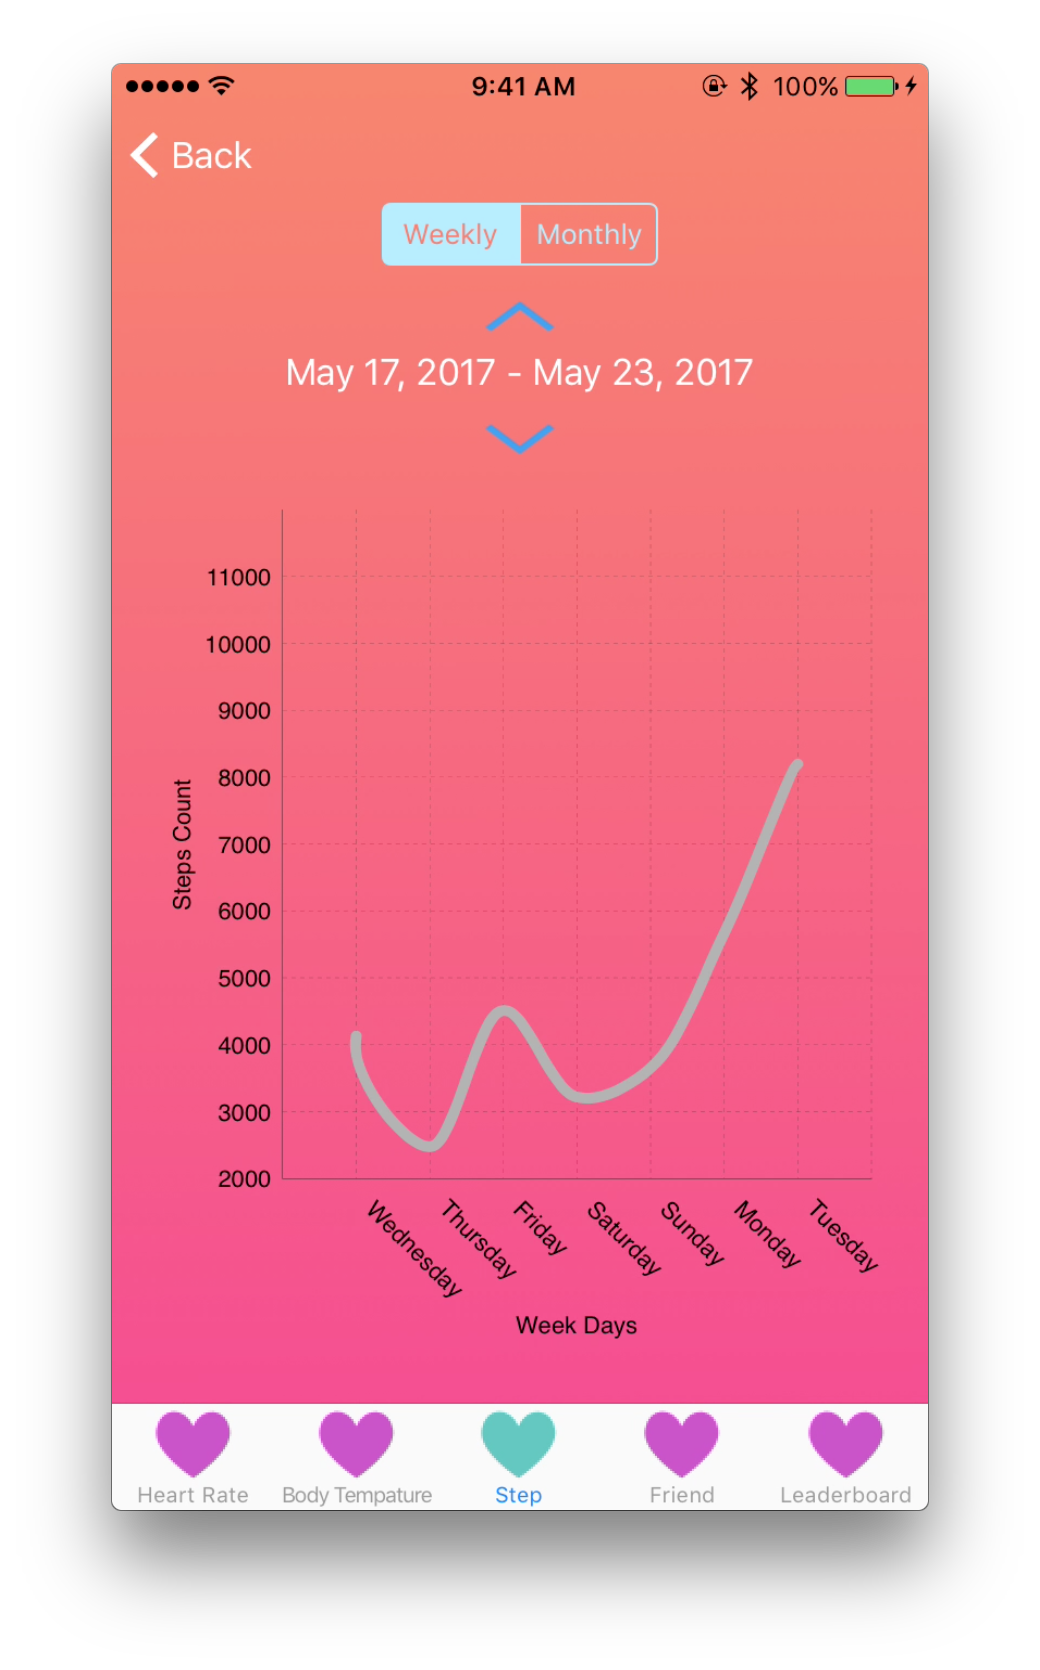 9:41 AM 100%
Back
Weekly Monthly
May 17, 2017 - May 23, 2017
11000
10000
9000
8000
7000
6000
5000
4000
3000
2000
Steps Count
Wednesday Thursday Friday Saturday Sunday Monday Tuesday
Week Days
Heart Rate Body Tempature Step Friend Leaderboard